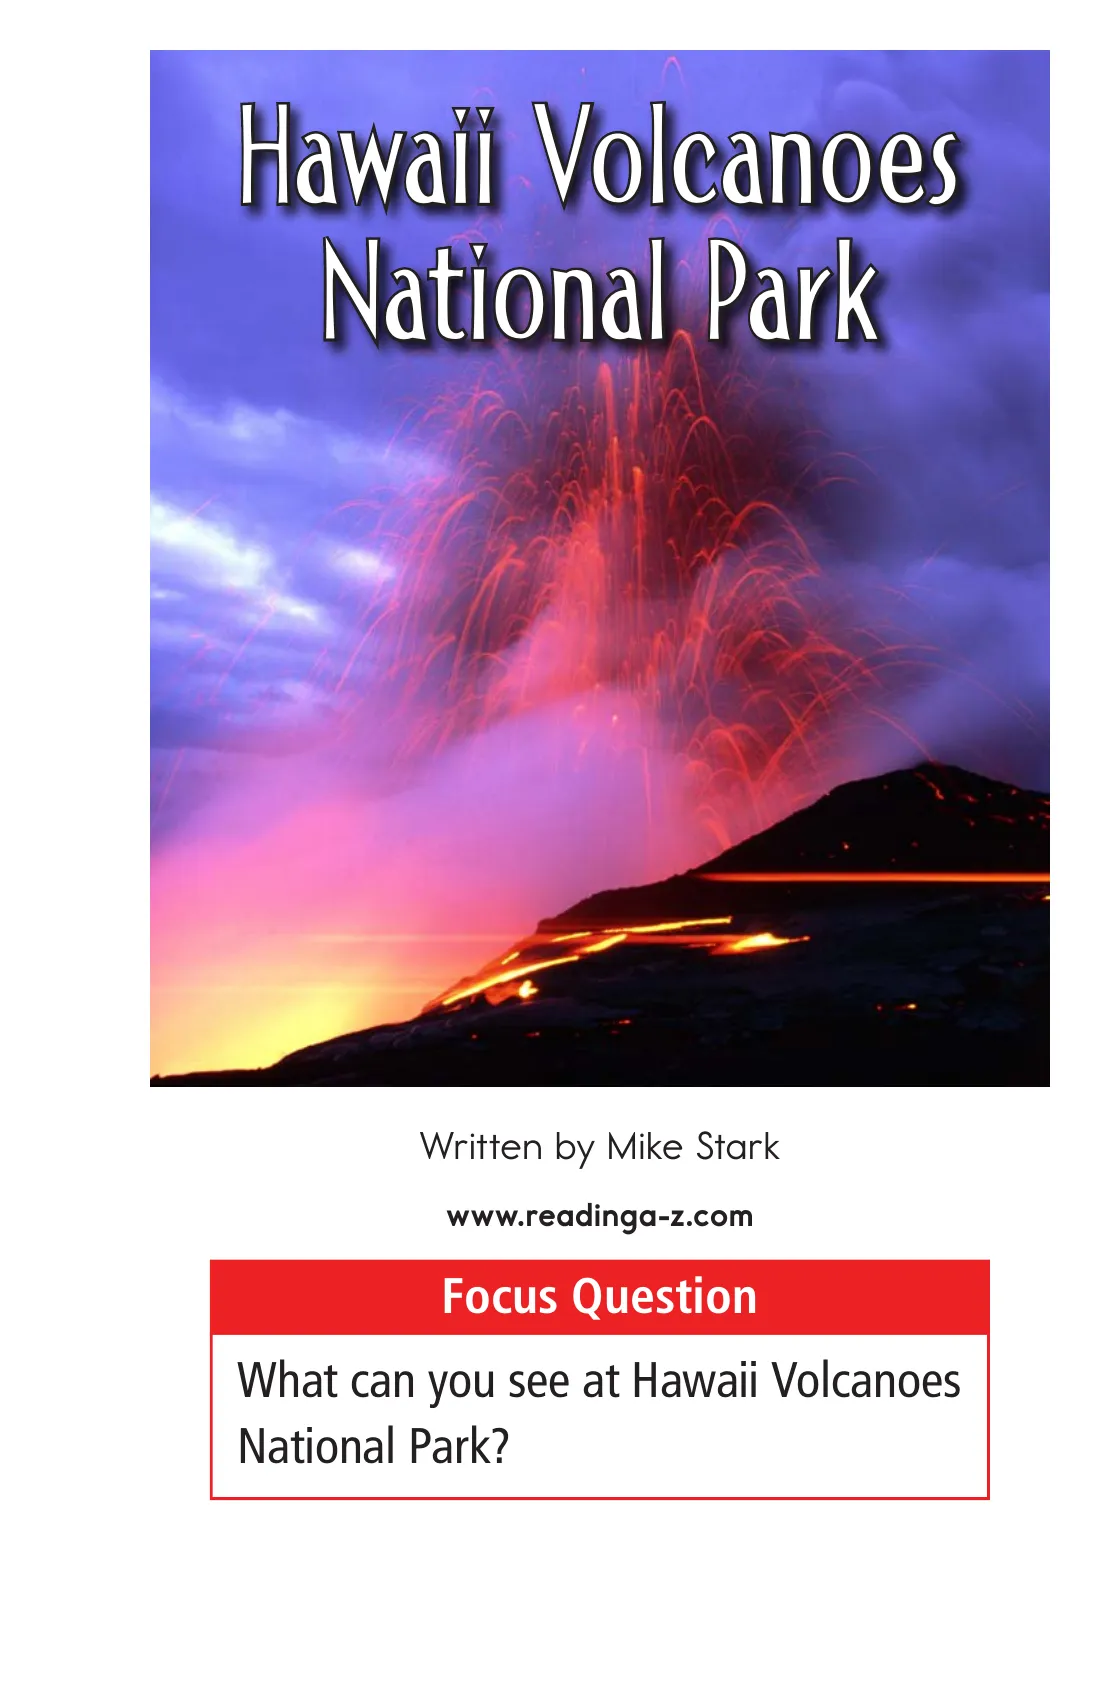 Hawaii Volcanoes
National Park
Written by Mike Stark
www.readinga-z.com
Focus Question
What can you see at Hawaii Volcanoes
National Park?